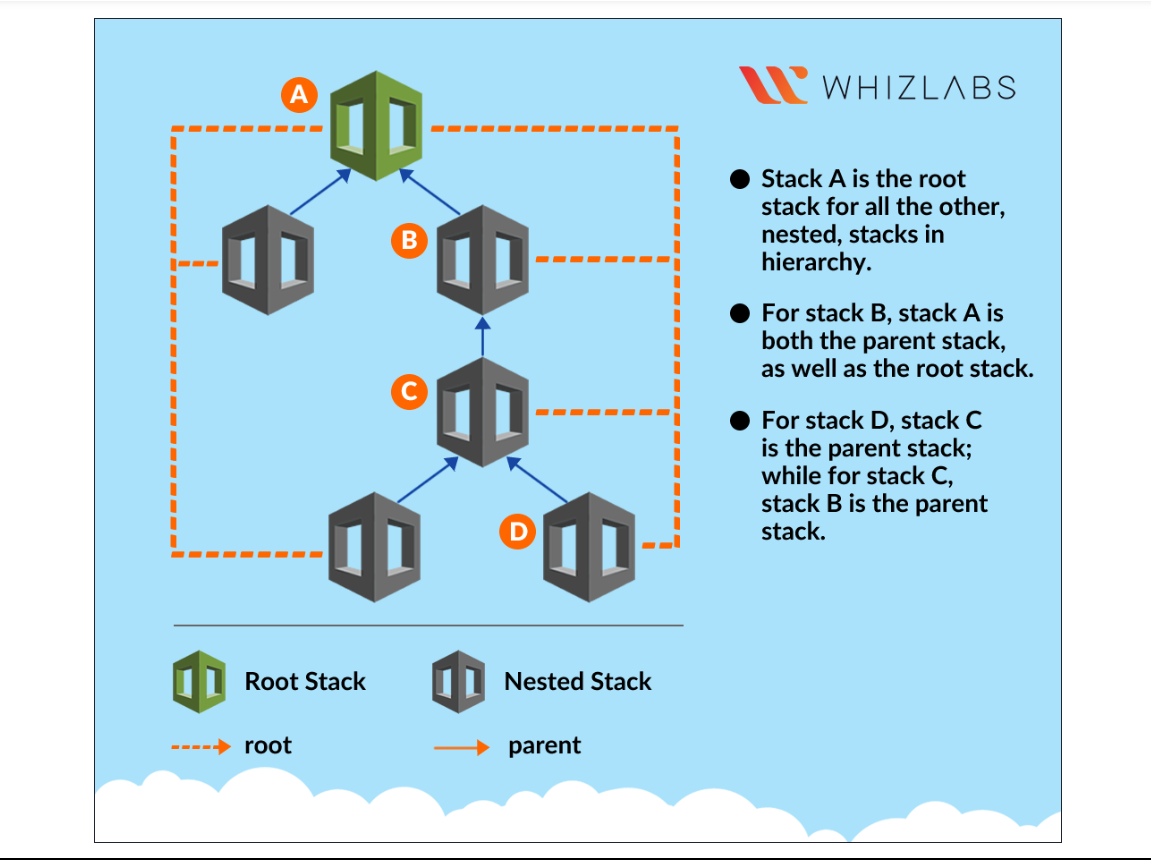 A
WHIZLABS
B
C
D
● Stack A is the root
stack for all the other,
nested, stacks in
hierarchy.
● For stack B, stack A is
both the parent stack,
as well as the root stack.
● For stack D, stack C
is the parent stack;
while for stack C,
stack B is the parent
stack.
Root Stack
Nested Stack
root
parent